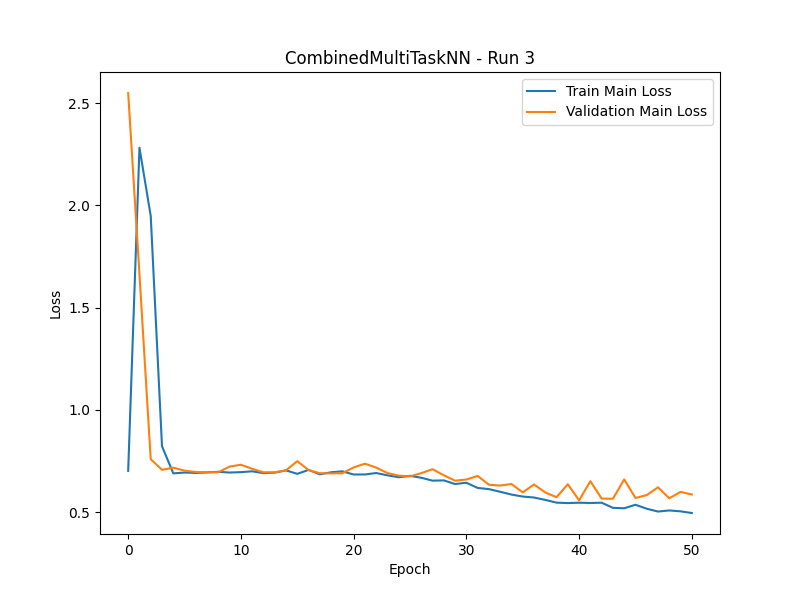 CombinedMultiTaskNN - Run 3
Train Main Loss
Validation Main Loss
2.5
2.0
1.5
1.0
0.5
Loss
0 10 20 30 40 50
Epoch